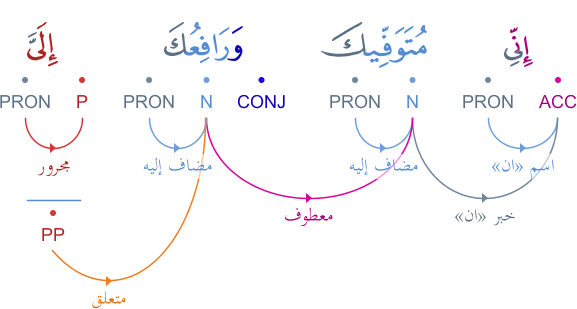 إِنِّي مُتَوَفِّيكَ وَرَافِعُكَ إِلَيَّ
PRON P PRON N CONJ PRON N PRON ACC
مجرور مضاف إليه مضاف إليه اسم «ان»
معطوف خبر «ان»
PP
متعلق